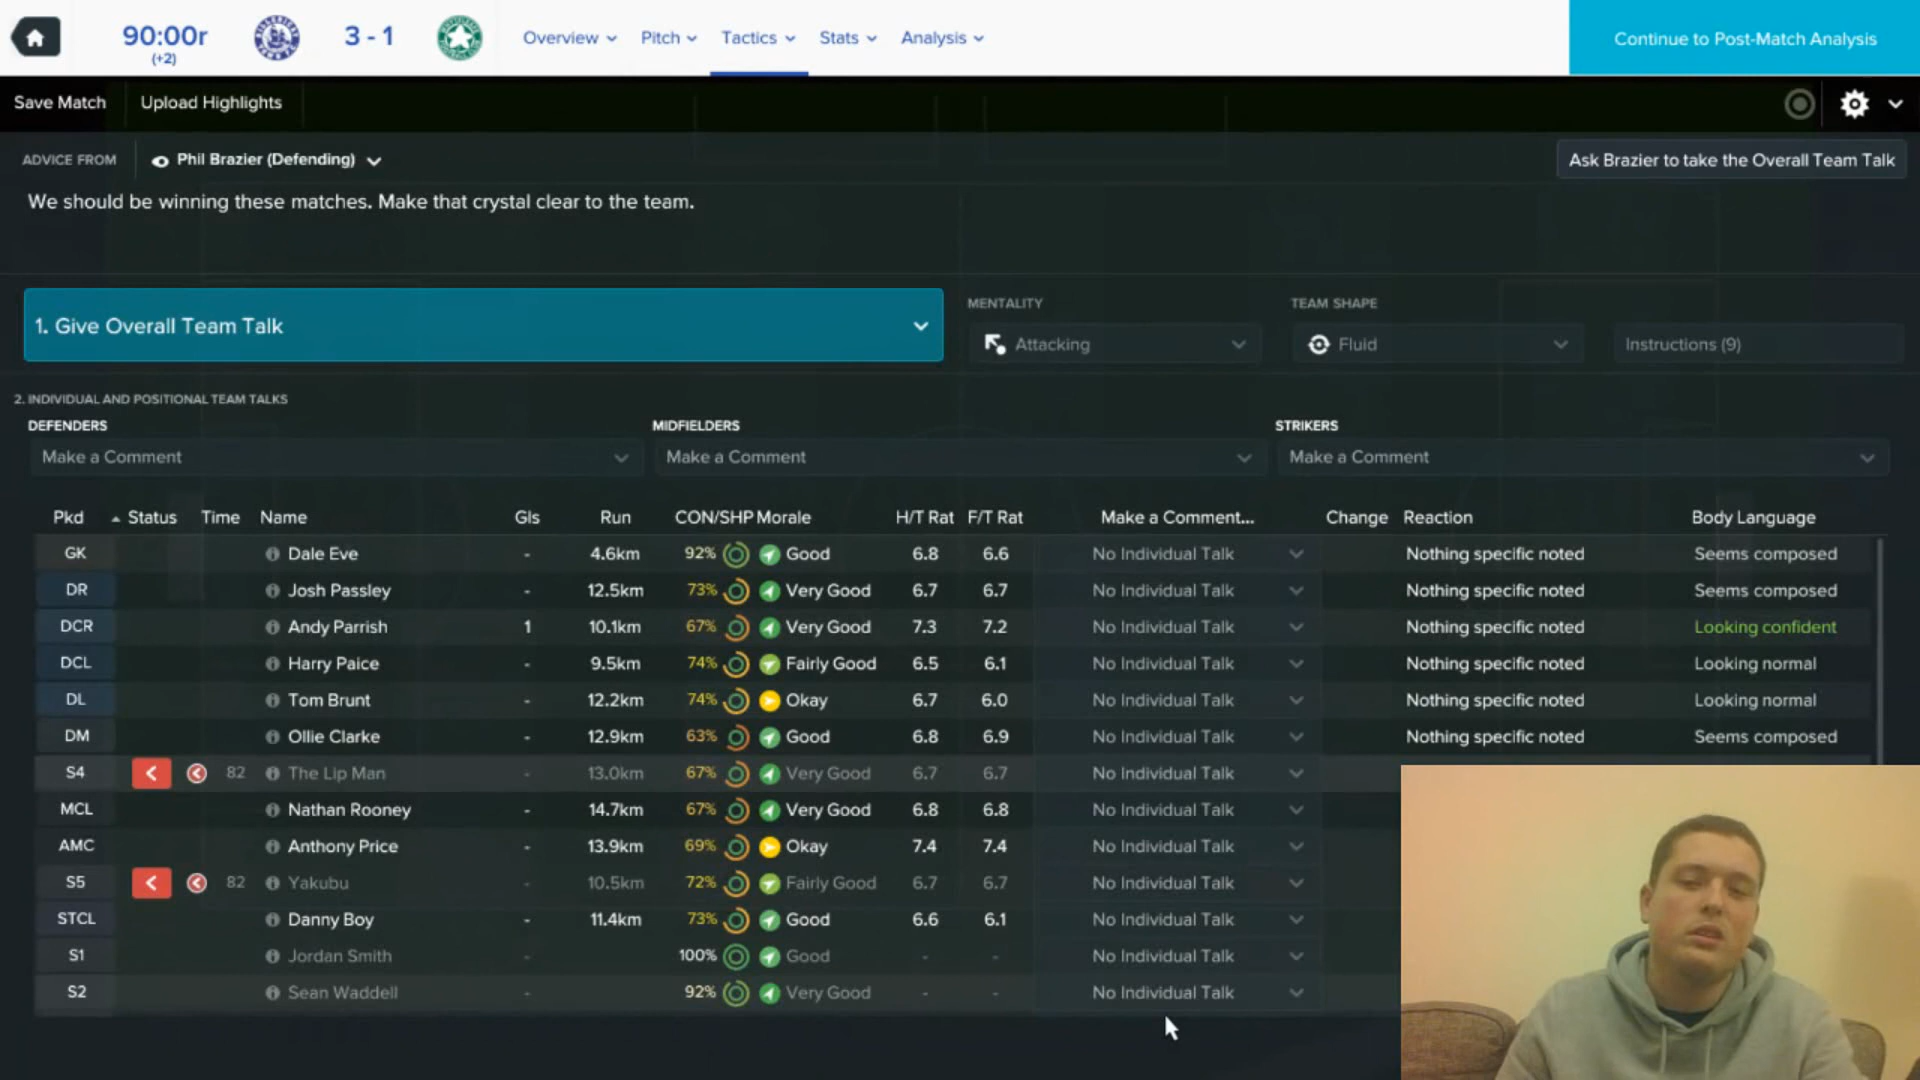 90:00r
(+2)
3 - 1
Overview
Pitch
Tactics
Stats
Analysis
Continue to Post-Match Analysis
Save Match
Upload Highlights
ADVICE FROM
Phil Brazier (Defending)
Ask Brazier to take the Overall Team Talk
We should be winning these matches. Make that crystal clear to the team.
1. Give Overall Team Talk
MENTALITY
Attacking
TEAM SHAPE
Fluid
Instructions (9)
2. INDIVIDUAL AND POSITIONAL TEAM TALKS
DEFENDERS
MIDFIELDERS
STRIKERS
Make a Comment
Make a Comment
Make a Comment
Pkd Status Time Name Gls Run CON/SHP Morale H/T Rat F/T Rat Make a Comment... Change Reaction Body Language
GK Dale Eve - 4.6km 92% Good 6.8 6.6 No Individual Talk Nothing specific noted Seems composed
DR Josh Passley - 12.5km 73% Very Good 6.7 6.7 No Individual Talk Nothing specific noted Seems composed
DCR Andy Parrish 1 10.1km 67% Very Good 7.3 7.2 No Individual Talk Nothing specific noted Looking confident
DCL Harry Paice - 9.5km 74% Fairly Good 6.5 6.1 No Individual Talk Nothing specific noted Looking normal
DL Tom Brunt - 12.2km 74% Okay 6.7 6.0 No Individual Talk Nothing specific noted Looking normal
DM Ollie Clarke - 12.9km 63% Good 6.8 6.9 No Individual Talk Nothing specific noted Seems composed
S4 82 The Lip Man - 13.0km 67% Very Good 6.7 6.7 No Individual Talk
MCL Nathan Rooney - 14.7km 67% Very Good 6.8 6.8 No Individual Talk
AMC Anthony Price - 13.9km 69% Okay 7.4 7.4 No Individual Talk
S5 82 Yakubu - 10.5km 72% Fairly Good 6.7 6.7 No Individual Talk
STCL Danny Boy - 11.4km 73% Good 6.6 6.1 No Individual Talk
S1 Jordan Smith - 100% Good - - No Individual Talk
S2 Sean Waddell - 92% Very Good - - No Individual Talk